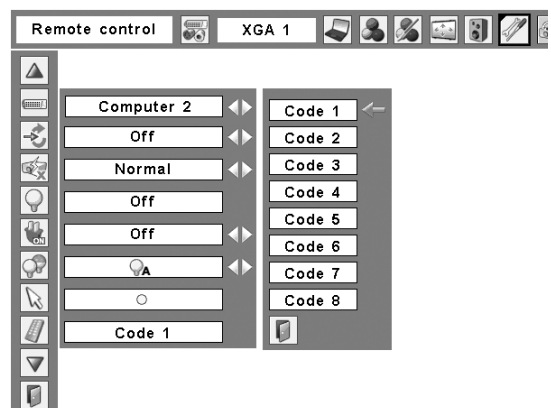 Remote control
XGA 1
Computer 2
Off
Normal
Off
ON
Off
A
Code 1
Code 1
Code 2
Code 3
Code 4
Code 5
Code 6
Code 7
Code 8